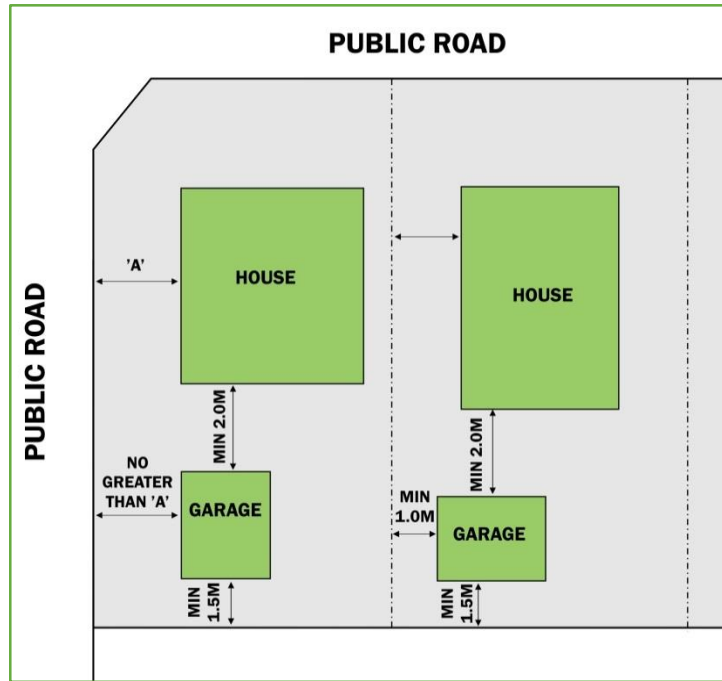 PUBLIC ROAD
PUBLIC ROAD
'A'
HOUSE
HOUSE
MIN 2.0M
MIN 2.0M
NO
GREATER
THAN 'A'
GARAGE
MIN
1.0M
GARAGE
MIN
1.5M
MIN
1.5M